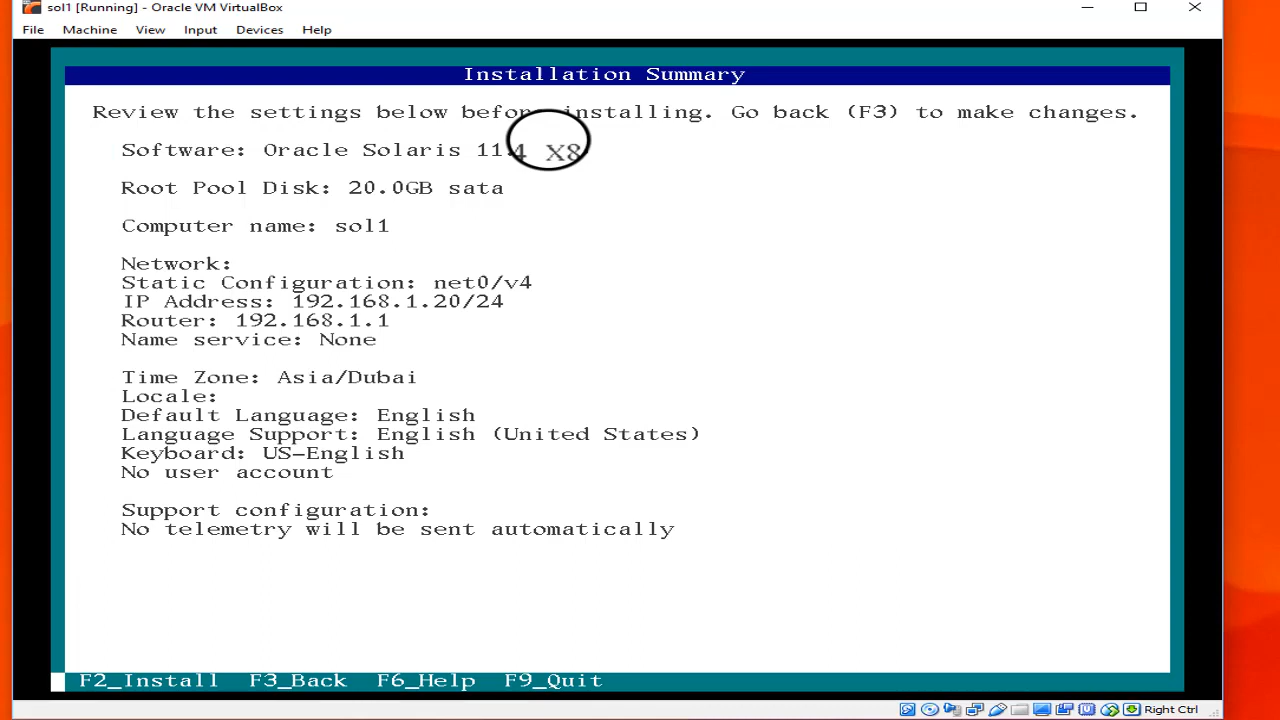 sol1 [Running] - Oracle VM VirtualBox
File Machine View Input Devices Help
Installation Summary
Review the settings below before installing. Go back (F3) to make changes.
Software: Oracle Solaris 11.4 X8
Root Pool Disk: 20.0GB sata
Computer name: sol1
Network:
Static Configuration: net0/v4
IP Address: 192.168.1.20/24
Router: 192.168.1.1
Name service: None
Time Zone: Asia/Dubai
Locale:
Default Language: English
Language Support: English (United States)
Keyboard: US-English
No user account
Support configuration:
No telemetry will be sent automatically
F2_Install F3_Back F6_Help F9_Quit
Right Ctrl